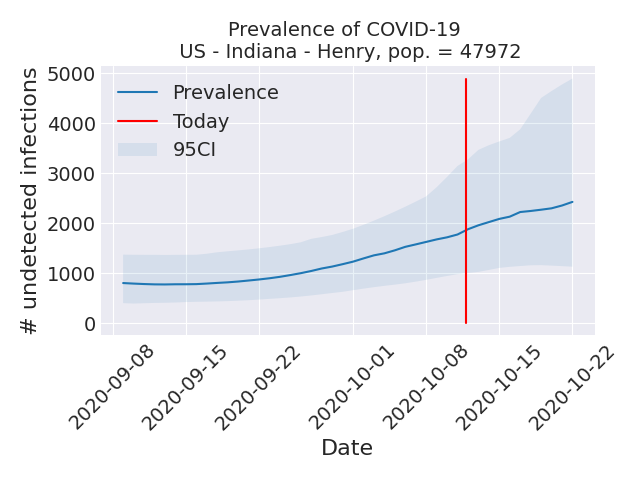 Prevalence of COVID-19
US - Indiana - Henry, pop. = 47972
# undetected infections
5000
4000
3000
2000
1000
0
Prevalence
Today
95CI
2020-09-08
2020-09-15
2020-09-22
2020-10-01
2020-10-08
2020-10-15
2020-10-22
Date